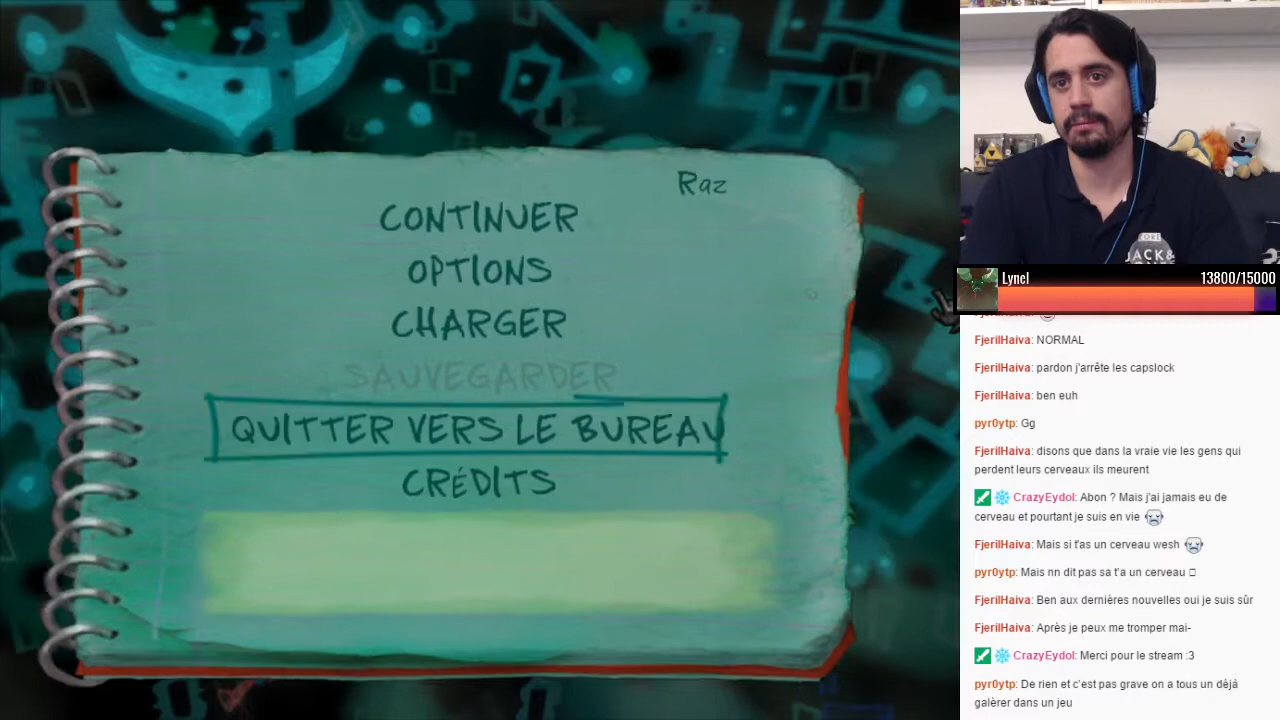 Raz
CONTINUER
OPTIONS
CHARGER
SAUVEGARDER
QUITTER VERS LE BUREAU
CRÉDITS
CORE
JACK&
Lynel 13800/15000
FjerilHaiva:
FjerilHaiva: NORMAL
FjerilHaiva: pardon j'arrête les capslock
FjerilHaiva: ben euh
pyr0ytp: Gg
FjerilHaiva: disons que dans la vraie vie les gens qui
perdent leurs cerveaux ils meurent
CrazyEydol: Abon ? Mais j'ai jamais eu de
cerveau et pourtant je suis en vie
FjerilHaiva: Mais si t'as un cerveau wesh
pyr0ytp: Mais nn dit pas sa t'a un cerveau
FjerilHaiva: Ben aux dernières nouvelles oui je suis sûr
FjerilHaiva: Après je peux me tromper mai-
CrazyEydol: Merci pour le stream :3
pyr0ytp: De rien et c'est pas grave on a tous un déjá
galèrer dans un jeu